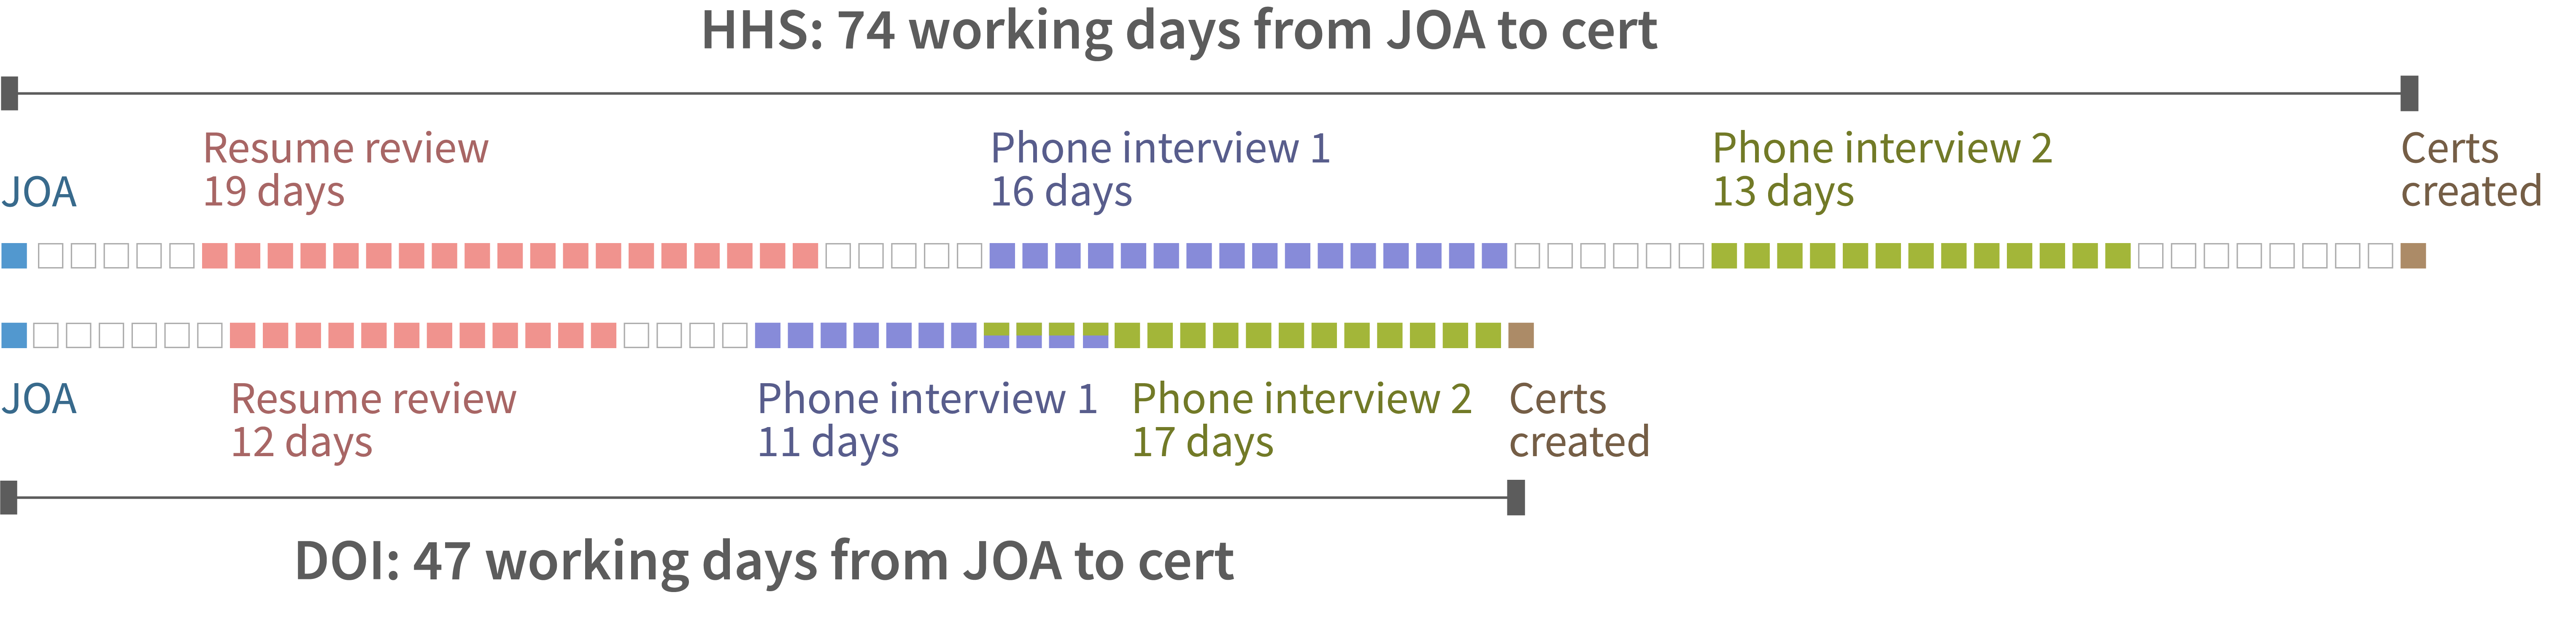 HHS: 74 working days from JOA to cert
JOA
Resume review
19 days
Phone interview 1
16 days
Phone interview 2
13 days
Certs
created
JOA
Resume review
12 days
Phone interview 1
11 days
Phone interview 2
17 days
Certs
created
DOI: 47 working days from JOA to cert